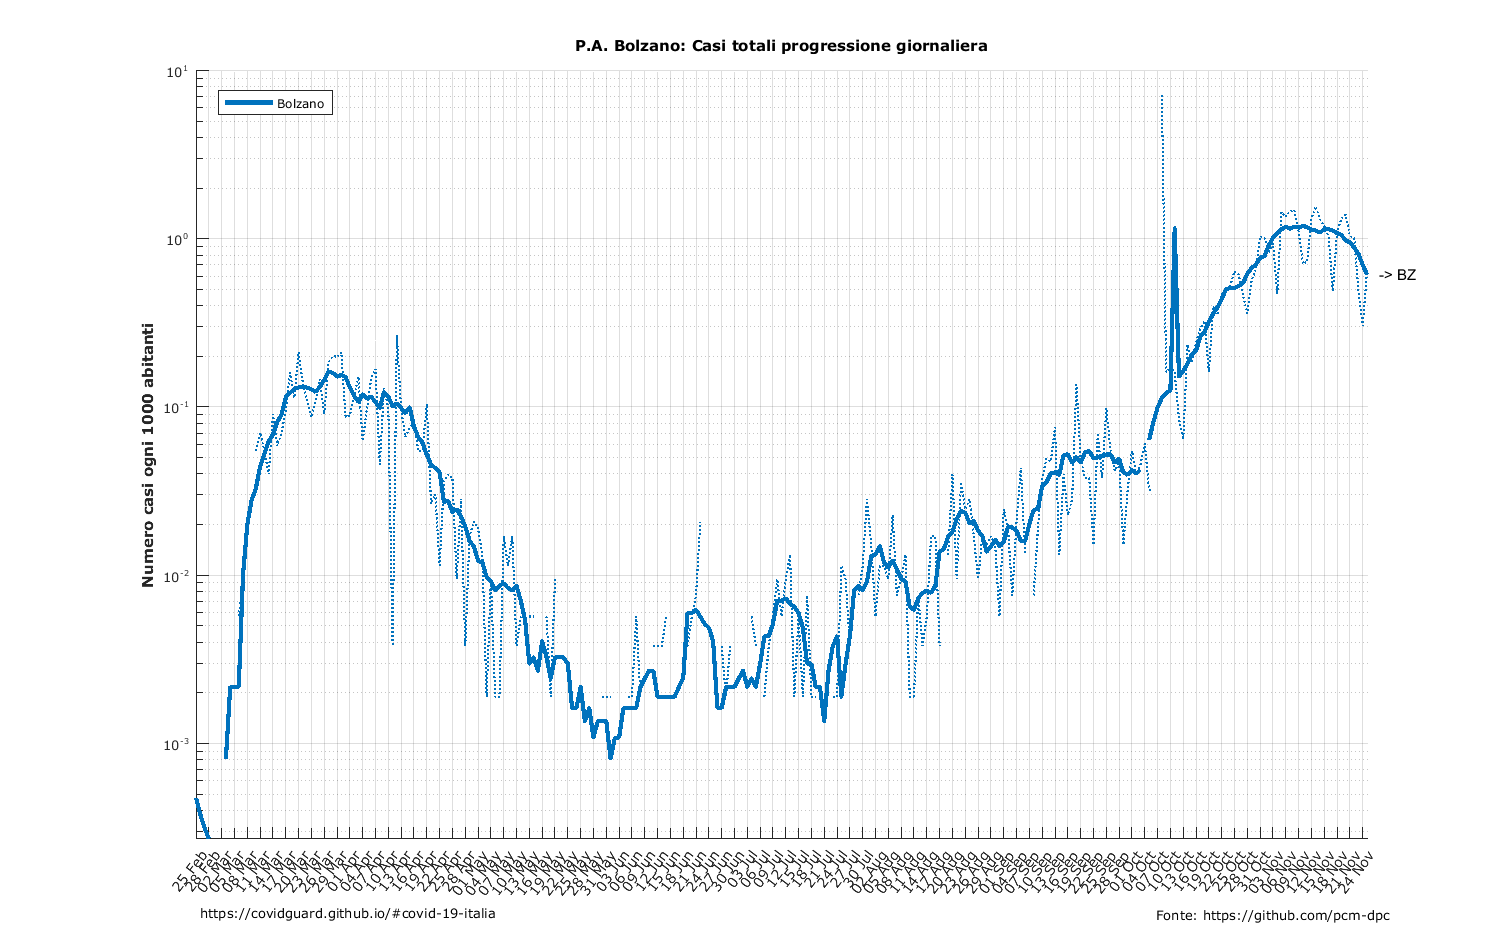 P.A. Bolzano: Casi totali progressione giornaliera
10¹
Bolzano
10⁰
-> BZ
10⁻¹
10⁻²
10⁻³
Numero casi ogni 1000 abitanti
25 Feb
28 Feb
02 Mar
05 Mar
08 Mar
11 Mar
14 Mar
17 Mar
20 Mar
23 Mar
26 Mar
29 Mar
01 Apr
04 Apr
07 Apr
10 Apr
13 Apr
16 Apr
19 Apr
22 Apr
25 Apr
28 Apr
01 May
04 May
07 May
10 May
13 May
16 May
19 May
22 May
25 May
28 May
31 May
03 Jun
06 Jun
09 Jun
12 Jun
15 Jun
18 Jun
21 Jun
24 Jun
27 Jun
30 Jun
03 Jul
06 Jul
09 Jul
12 Jul
15 Jul
18 Jul
21 Jul
24 Jul
27 Jul
30 Jul
02 Aug
05 Aug
08 Aug
11 Aug
14 Aug
17 Aug
20 Aug
23 Aug
26 Aug
29 Aug
01 Sep
04 Sep
07 Sep
10 Sep
13 Sep
16 Sep
19 Sep
22 Sep
25 Sep
28 Sep
01 Oct
04 Oct
07 Oct
10 Oct
13 Oct
16 Oct
19 Oct
22 Oct
25 Oct
28 Oct
31 Oct
03 Nov
06 Nov
09 Nov
12 Nov
15 Nov
18 Nov
21 Nov
24 Nov
https://covidguard.github.io/#covid-19-italia
Fonte: https://github.com/pcm-dpc